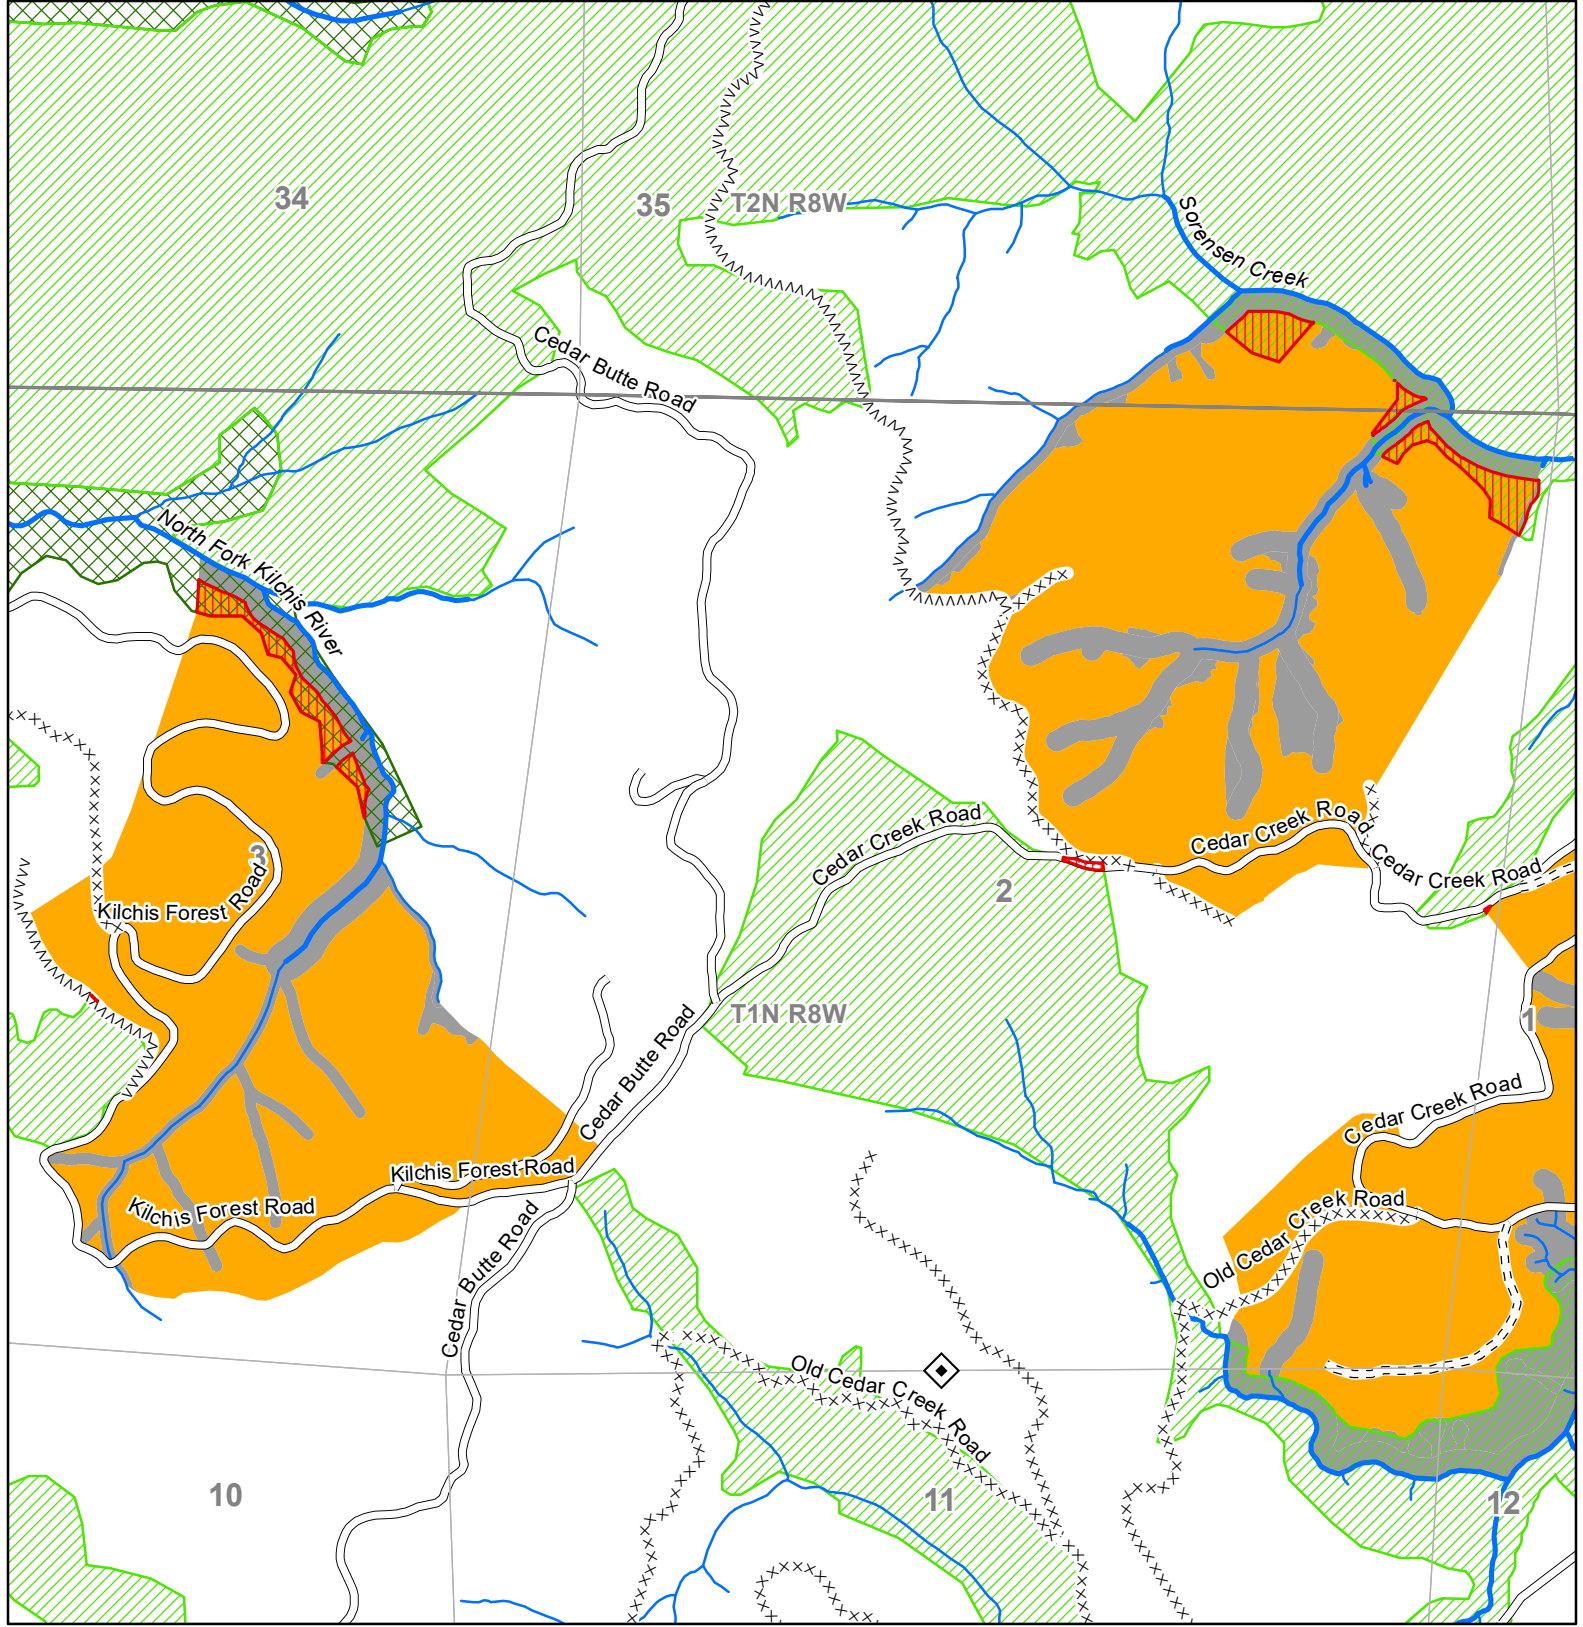 34
35
T2N R8W
Sorensen Creek
Cedar Butte Road
North Fork Kilchis River
Cedar Creek Road
Cedar Creek Road
Cedar Creek Road
3
2
Kilchis Forest Road
T1N R8W
1
Cedar Butte Road
Cedar Creek Road
Kilchis Forest Road
Kilchis Forest Road
Old Cedar Creek Road
Cedar Butte Road
Old Cedar Creek Road
10
11
12